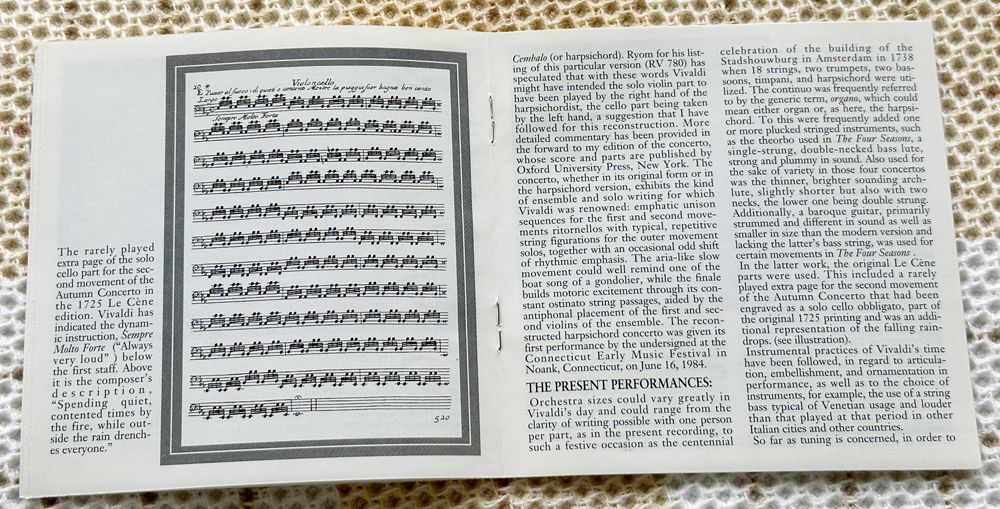 The rarely played
extra page of the solo
cello part for the sec-
ond movement of the
Autumn Concerto in
the 1725 Le Cène
edition. Vivaldi has
indicated the dynam-
ic instruction, Sempre
Molto Forte ("Always
very loud") below
the first staff. Above
it is the composer's
description,
"Spending quiet,
contented times by
the fire, while out-
side the rain drench-
es everyone."
Violoncello
Largo
Sempre Molto Forte
520
Cembalo (or harpsichord). Ryom for his list-
ing of this particular version (RV 780) has
speculated that with these words Vivaldi
might have intended the solo violin part to
have been played by the right hand of the
harpsichordist, the cello part being taken
by the left hand, a suggestion that I have
followed for this reconstruction. More
detailed commentary has been provided in
the forward to my edition of the concerto,
whose score and parts are published by
Oxford University Press, New York. The
concerto, whether in its original form or in
the harpsichord version, exhibits the kind
of ensemble and solo writing for which
Vivaldi was renowned: emphatic unison
sequences for the first and second move-
ments ritornellos with typical, repetitive
string figurations for the outer movement
solos, together with an occasional odd shift
of rhythmic emphasis. The aria-like slow
movement could well remind one of the
boat song of a gondolier, while the finale
builds motoric excitement through its con-
stant ostinato string passages, aided by the
antiphonal placement of the first and sec-
ond violins of the ensemble. The recon-
structed harpsichord concerto was given its
first performance by the undersigned at the
Connecticut Early Music Festival in
Noank, Connecticut, on June 16, 1984.
THE PRESENT PERFORMANCES:
Orchestra sizes could vary greatly in
Vivaldi's day and could range from the
clarity of writing possible with one person
per part, as in the present recording, to
such a festive occasion as the centennial
celebration of the building of the
Stadshouwburg in Amsterdam in 1738
when 18 strings, two trumpets, two bas-
soons, timpani, and harpsichord were uti-
lized. The continuo was frequently referred
to by the generic term, organo, which could
mean either organ or, as here, the harpsi-
chord. To this were frequently added one
or more plucked stringed instruments, such
as the theorbo used in The Four Seasons, a
single-strung, double-necked bass lute,
strong and plummy in sound. Also used for
the sake of variety in those four concertos
was the thinner, brighter sounding arch-
lute, slightly shorter but also with two
necks, the lower one being double strung.
Additionally, a baroque guitar, primarily
strummed and different in sound as well as
smaller in size than the modern version and
lacking the latter's bass string, was used for
certain movements in The Four Seasons .
In the latter work, the original Le Cène
parts were used. This included a rarely
played extra page for the second movement
of the Autumn Concerto that had been
engraved as a solo cello obbligato, part of
the original 1725 printing and was an addi-
tional representation of the falling rain-
drops. (see illustration).
Instrumental practices of Vivaldi's time
have been followed, in regard to articula-
tion, embellishment, and ornamentation in
performance, as well as to the choice of
instruments, for example, the use of a string
bass typical of Venetian usage and louder
than that played at that period in other
Italian cities and other countries.
So far as tuning is concerned, in order to